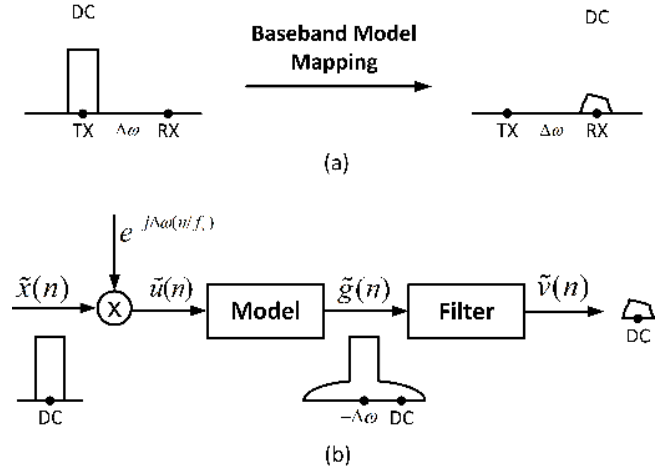 DC
DC
Baseband Model
Mapping
TX Δω RX
TX Δω RX
(a)
e^{jΔω(n/f_s)}
x̃(n)
X
ũ(n)
Model
g̃(n)
Filter
ṽ(n)
DC
DC
−Δω DC
(b)